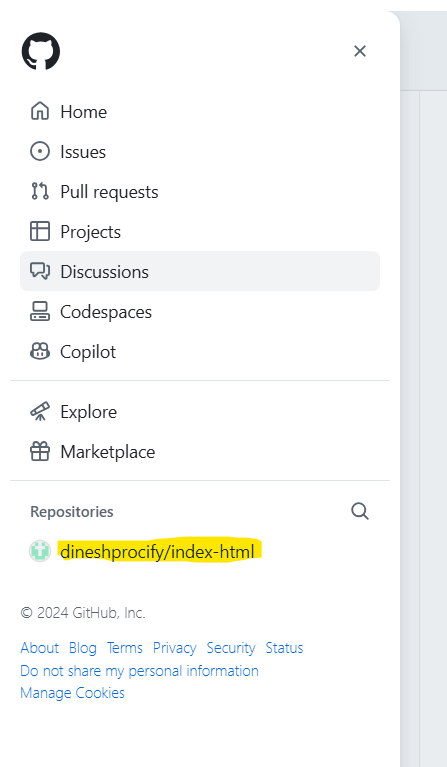 Home
Issues
Pull requests
Projects
Discussions
Codespaces
Copilot
Explore
Marketplace
Repositories
dineshprocify/index-html
© 2024 GitHub, Inc.
About Blog Terms Privacy Security Status
Do not share my personal information
Manage Cookies